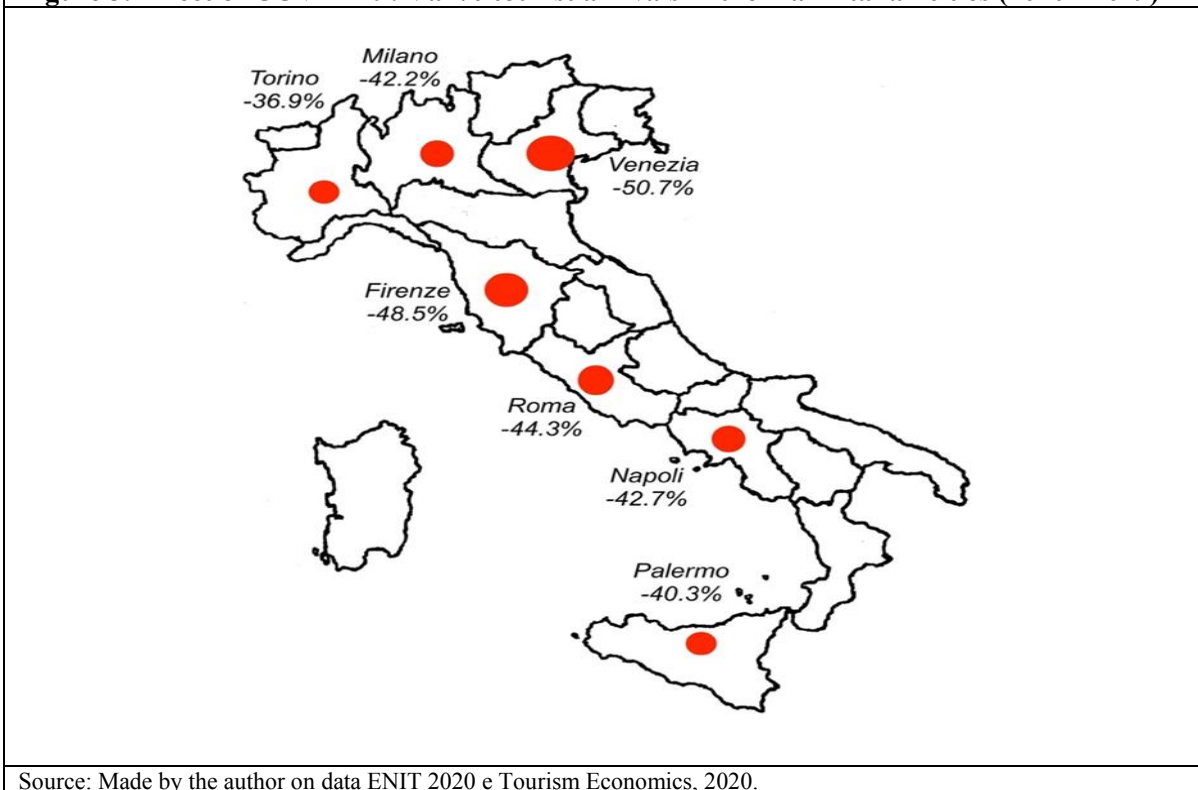 Milano
-42.2%
Torino
-36.9%
Venezia
-50.7%
Firenze
-48.5%
Roma
-44.3%
Napoli
-42.7%
Palermo
-40.3%
Source: Made by the author on data ENIT 2020 e Tourism Economics, 2020.